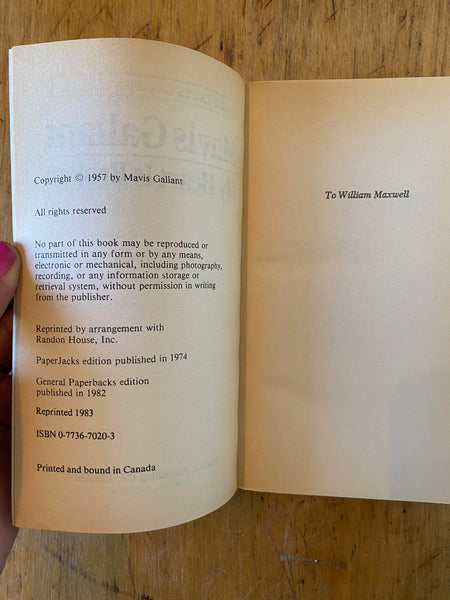 Copyright © 1957 by Mavis Gallant
All rights reserved
No part of this book may be reproduced or
transmitted in any form or by any means,
electronic or mechanical, including photography,
recording, or any information storage or
retrieval system, without permission in writing
from the publisher.
Reprinted by arrangement with
Randon House, Inc.
PaperJacks edition published in 1974
General Paperbacks edition
published in 1982
Reprinted 1983
ISBN 0-7736-7020-3
Printed and bound in Canada
To William Maxwell